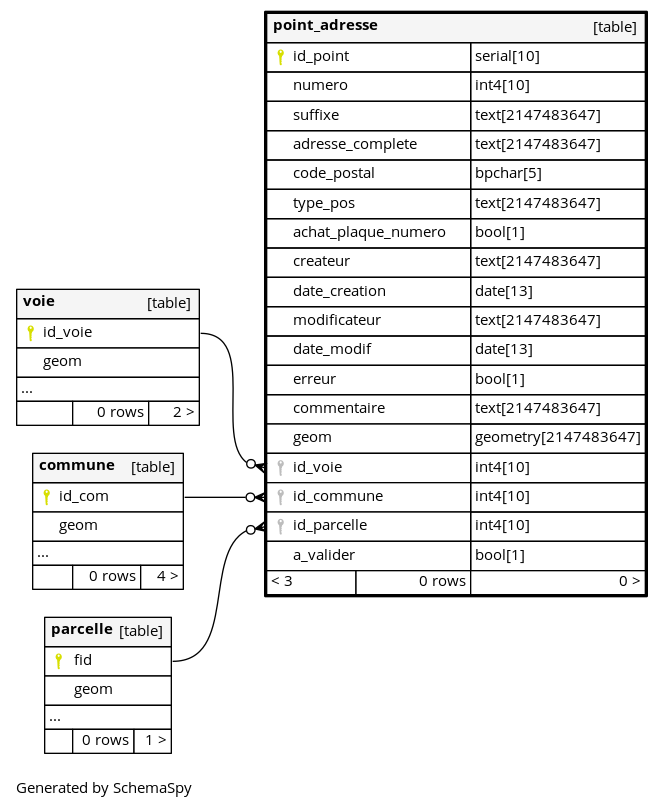 point_adresse [table]
id_point serial[10]
numero int4[10]
suffixe text[2147483647]
adresse_complete text[2147483647]
code_postal bpchar[5]
type_pos text[2147483647]
achat_plaque_numero bool[1]
createur text[2147483647]
date_creation date[13]
modificateur text[2147483647]
date_modif date[13]
erreur bool[1]
commentaire text[2147483647]
geom geometry[2147483647]
id_voie int4[10]
id_commune int4[10]
id_parcelle int4[10]
a_valider bool[1]
< 3 0 rows 0 >
voie [table]
id_voie
geom
...
0 rows 2 >
commune [table]
id_com
geom
...
0 rows 4 >
parcelle [table]
fid
geom
...
0 rows 1 >
Generated by SchemaSpy